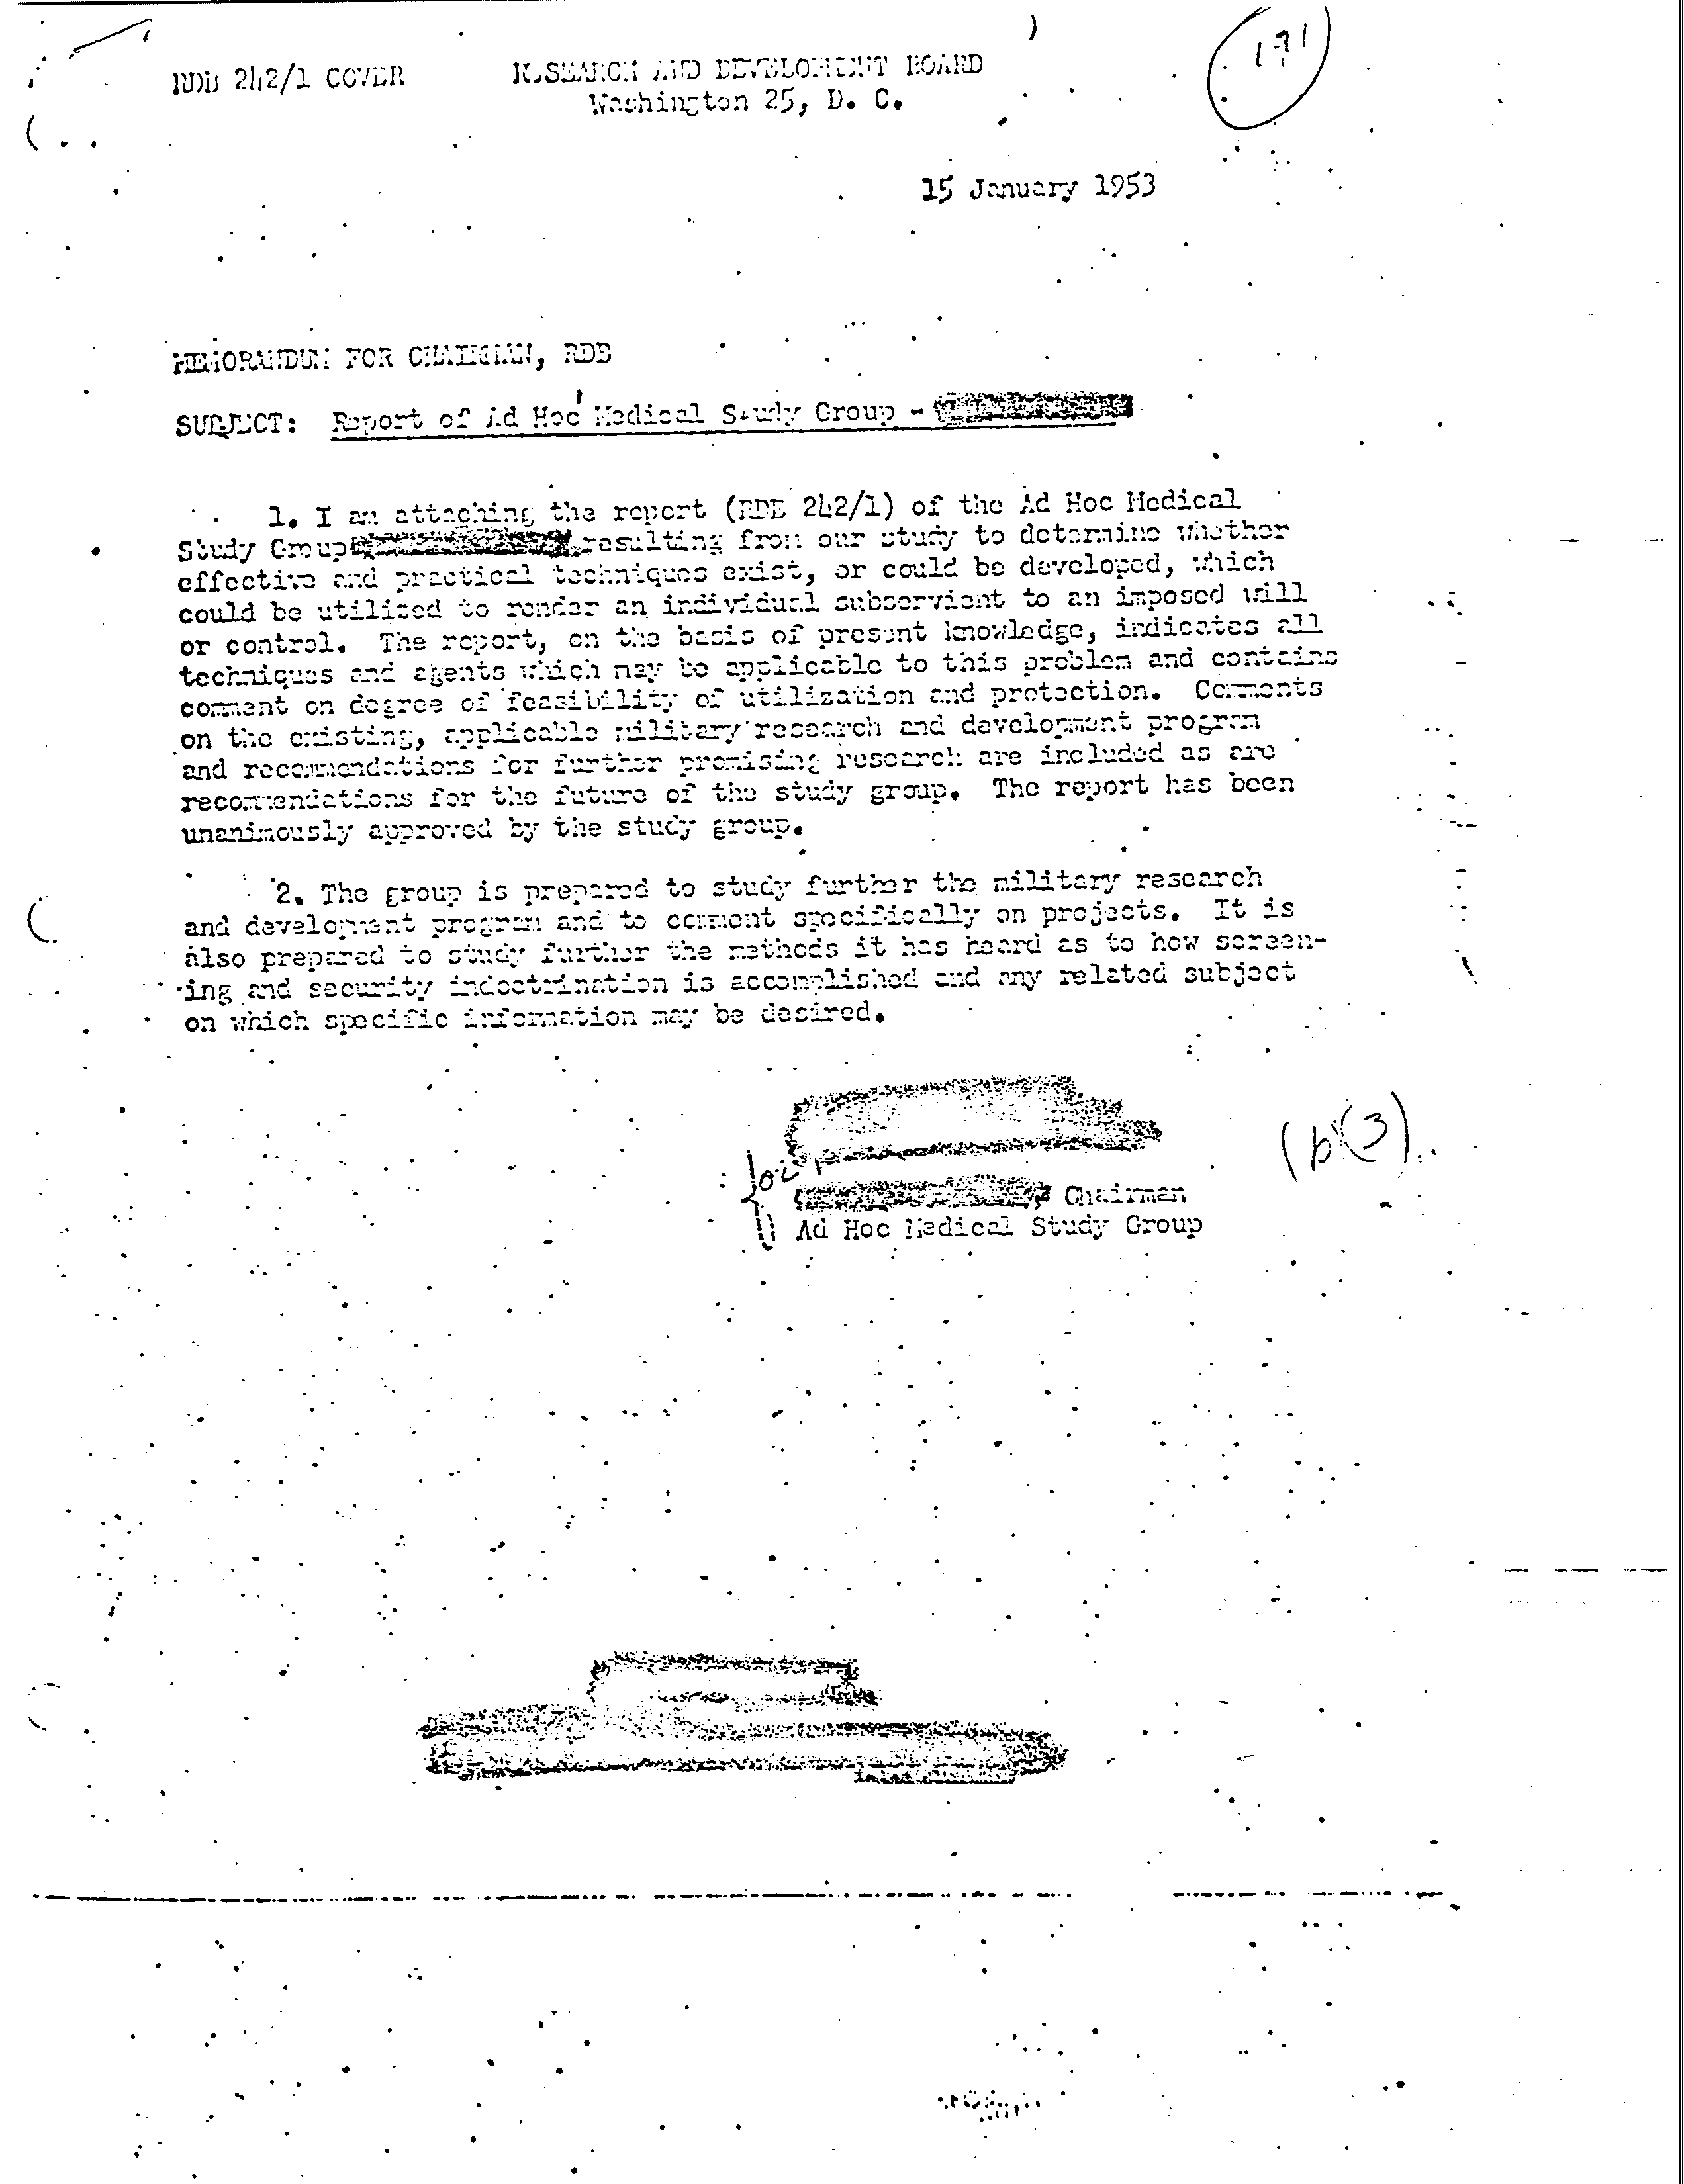 RDB 242/1 COVER
RESEARCH AND DEVELOPMENT BOARD
Washington 25, D. C.
191
15 January 1953
MEMORANDUM FOR CHAIRMAN, RDB
SUBJECT: Report of Ad Hoc Medical Study Group -
1. I am attaching the report (RDB 242/1) of the Ad Hoc Medical
Study Group resulting from our study to determine whether
effective and practical techniques exist, or could be developed, which
could be utilized to render an individual subservient to an imposed will
or control. The report, on the basis of present knowledge, indicates all
techniques and agents which may be applicable to this problem and contains
comment on degree of feasibility of utilization and protection. Comments
on the existing, applicable military research and development program
and recommendations for further promising research are included as are
recommendations for the future of the study group. The report has been
unanimously approved by the study group.
2. The group is prepared to study further the military research
and development program and to comment specifically on projects. It is
also prepared to study further the methods it has heard as to how screen-
ing and security indoctrination is accomplished and any related subject
on which specific information may be desired.
(b)(3)
Chairman
Ad Hoc Medical Study Group